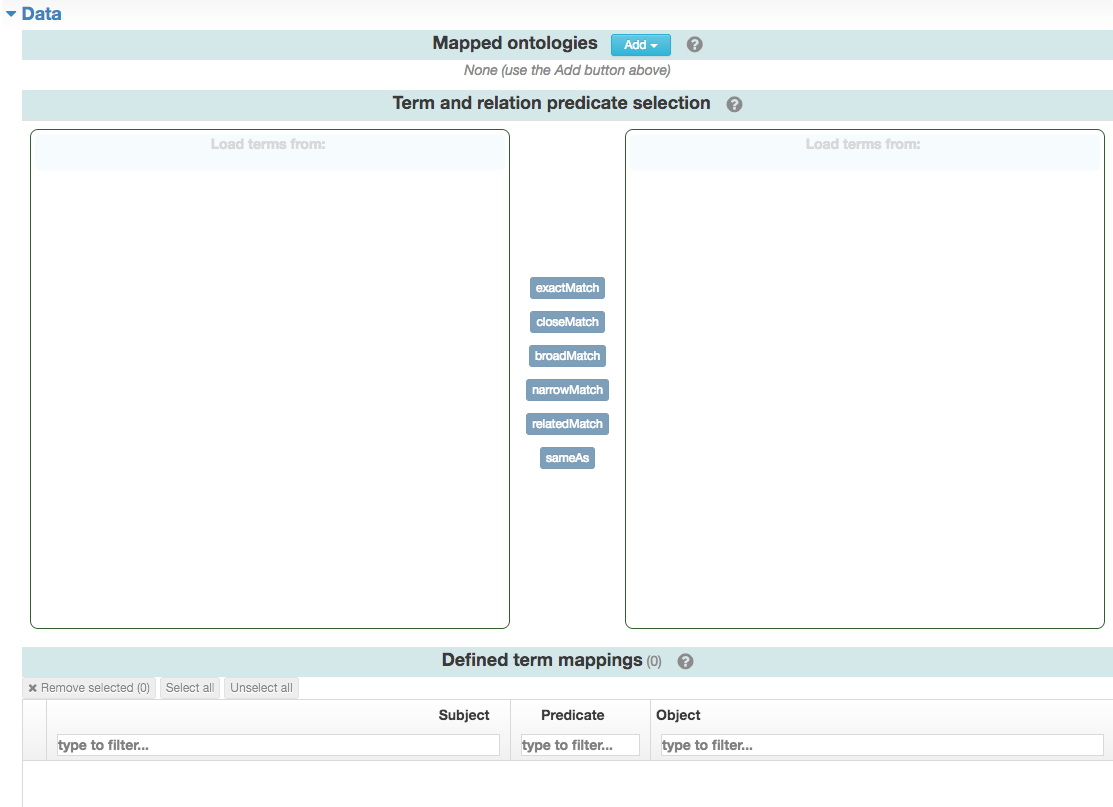 Data
Mapped ontologies Add
None (use the Add button above)
Term and relation predicate selection
Load terms from: Load terms from:
exactMatch
closeMatch
broadMatch
narrowMatch
relatedMatch
sameAs
Defined term mappings (0)
Remove selected (0) Select all Unselect all
Subject Predicate Object
type to filter... type to filter... type to filter...